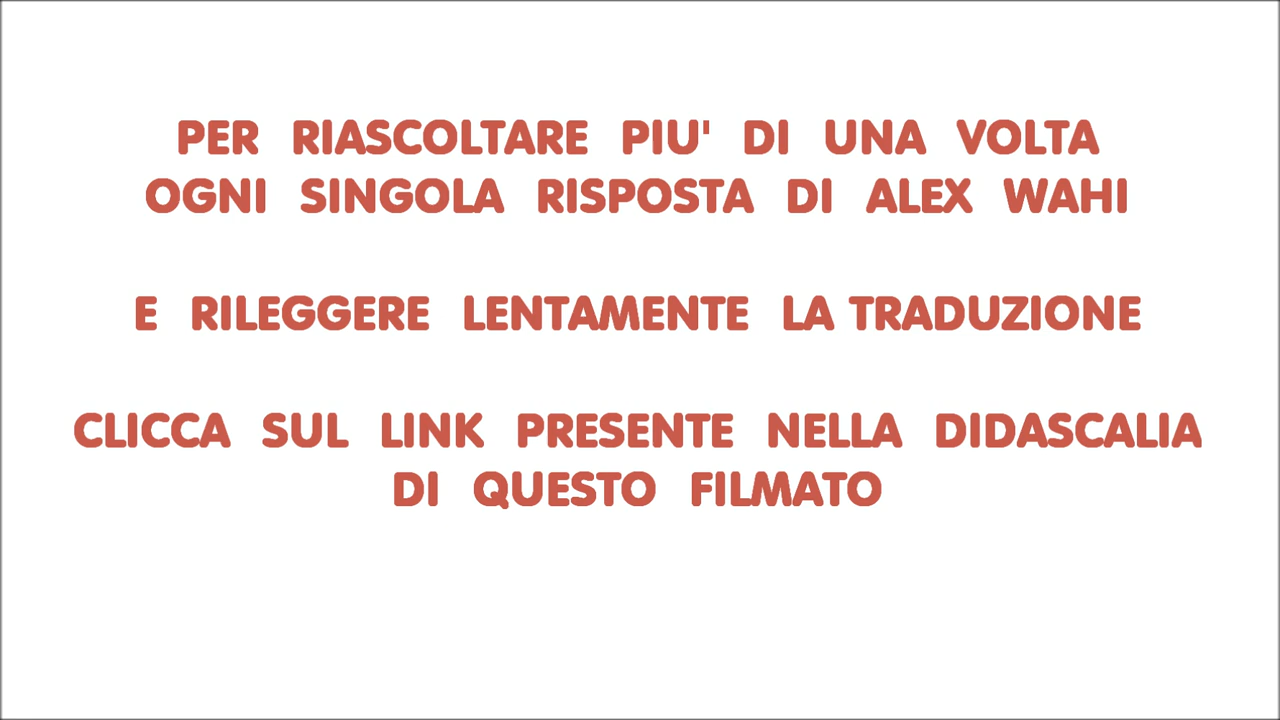 PER RIASCOLTARE PIU' DI UNA VOLTA
OGNI SINGOLA RISPOSTA DI ALEX WAHI
E RILEGGERE LENTAMENTE LA TRADUZIONE
CLICCA SUL LINK PRESENTE NELLA DIDASCALIA
DI QUESTO FILMATO